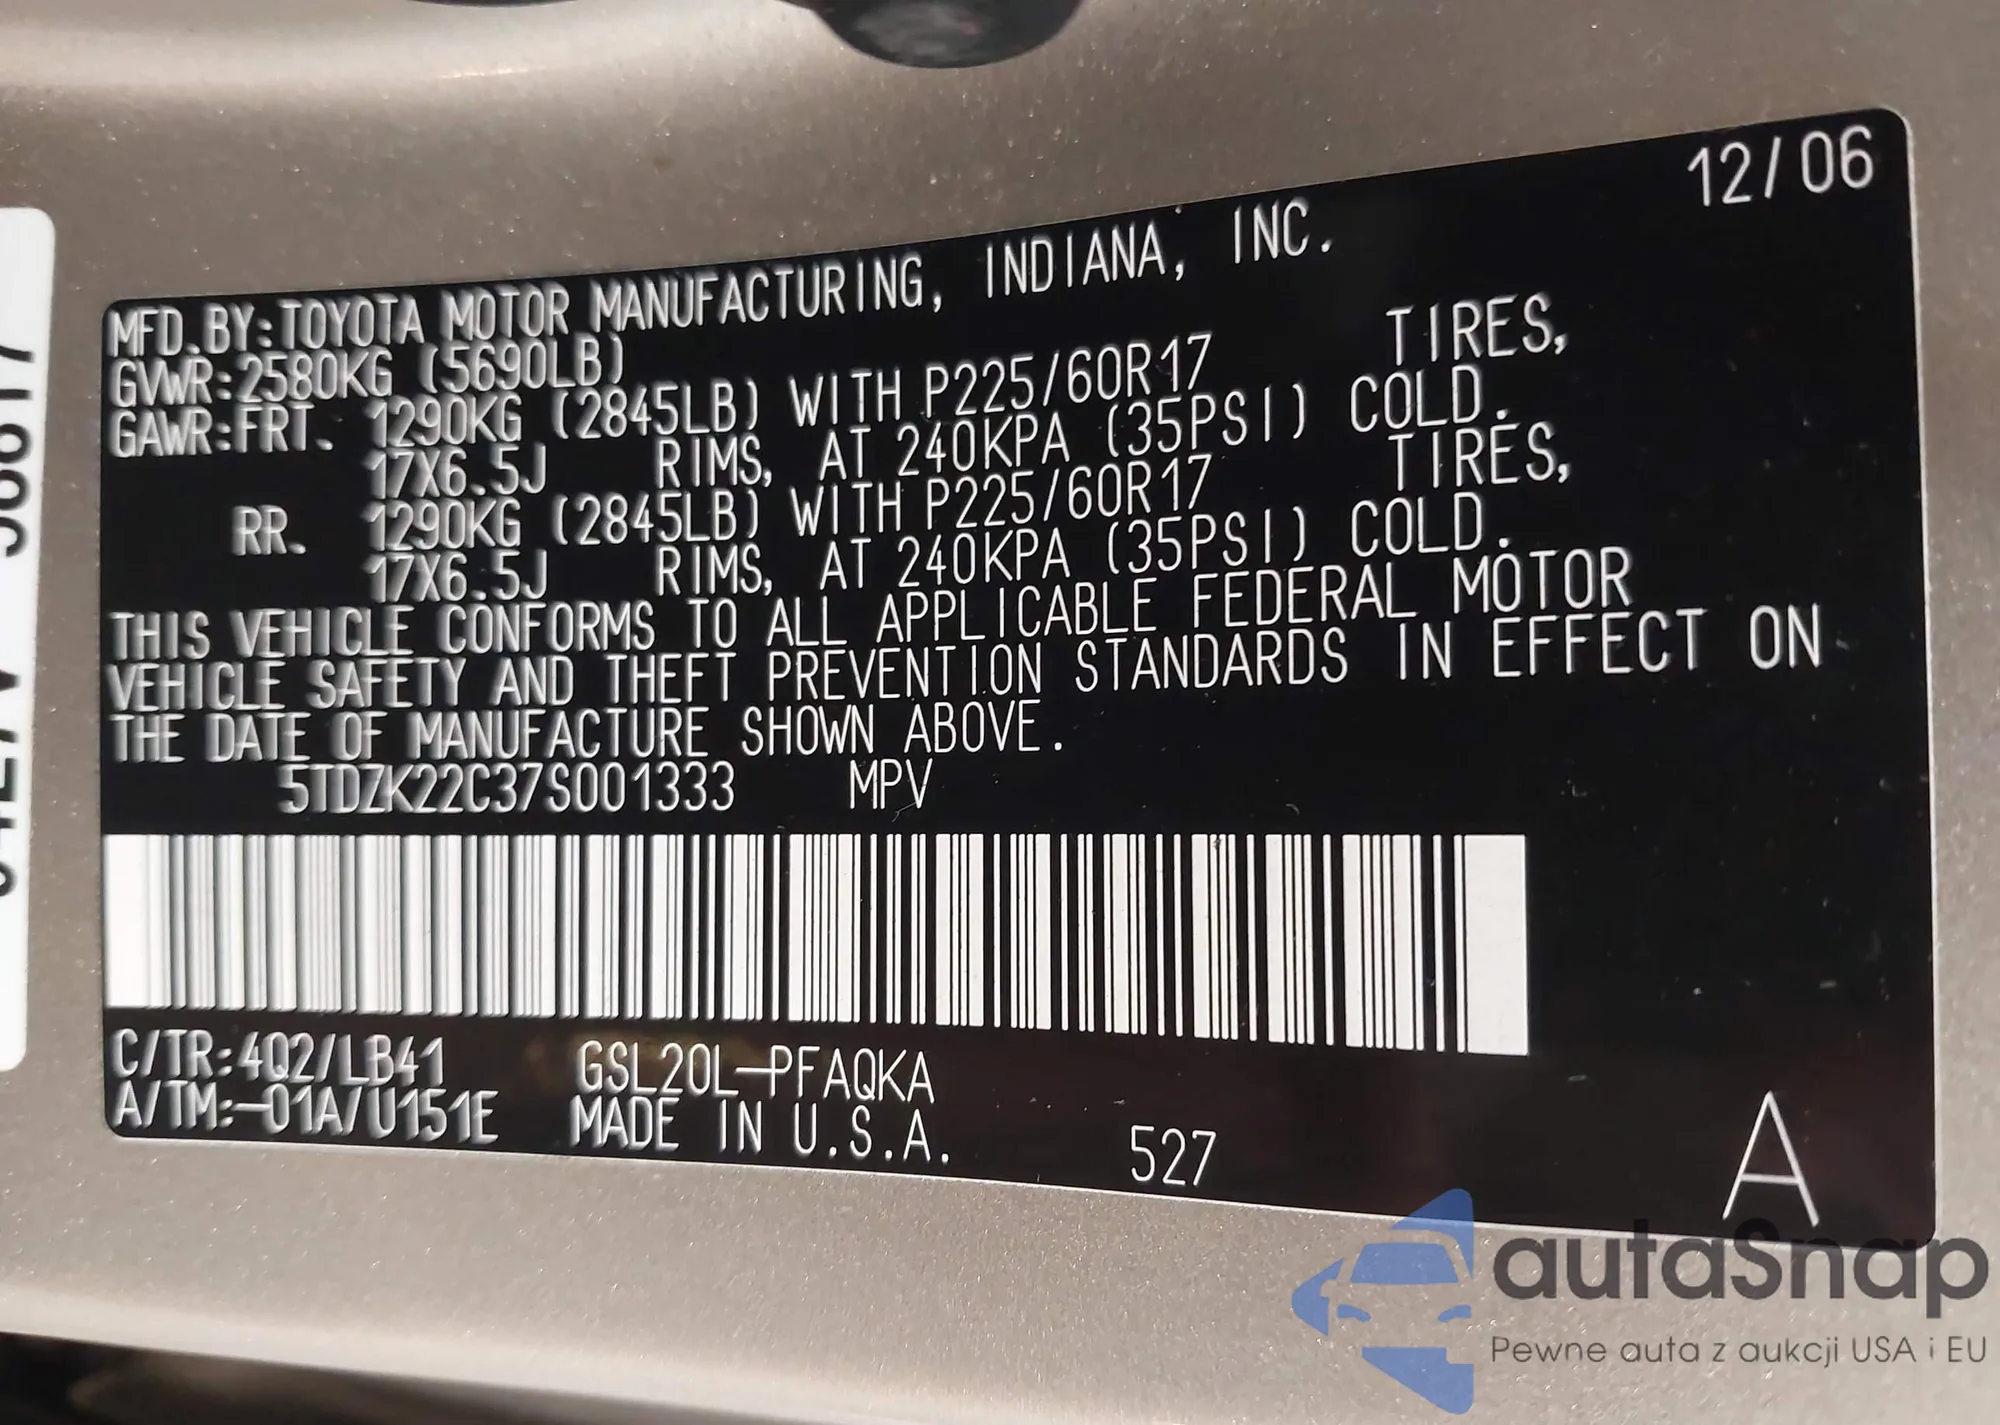 12/06
MFD.BY:TOYOTA MOTOR MANUFACTURING, INDIANA, INC.
GVWR:2580KG (5690LB)
GAWR:FRT. 1290KG (2845LB) WITH P225/60R17 TIRES,
17X6.5J RIMS, AT 240KPA (35PSI) COLD.
RR. 1290KG (2845LB) WITH P225/60R17 TIRES,
17X6.5J RIMS, AT 240KPA (35PSI) COLD.
THIS VEHICLE CONFORMS TO ALL APPLICABLE FEDERAL MOTOR
VEHICLE SAFETY AND THEFT PREVENTION STANDARDS IN EFFECT ON
THE DATE OF MANUFACTURE SHOWN ABOVE.
5TDZK22C37S001333 MPV
C/TR:4Q2/LB41 GSL20L-PFAQKA
A/TM:-01A/U151E MADE IN U.S.A. 527 A
autaSnap
Pewne auta z aukcji USA i EU